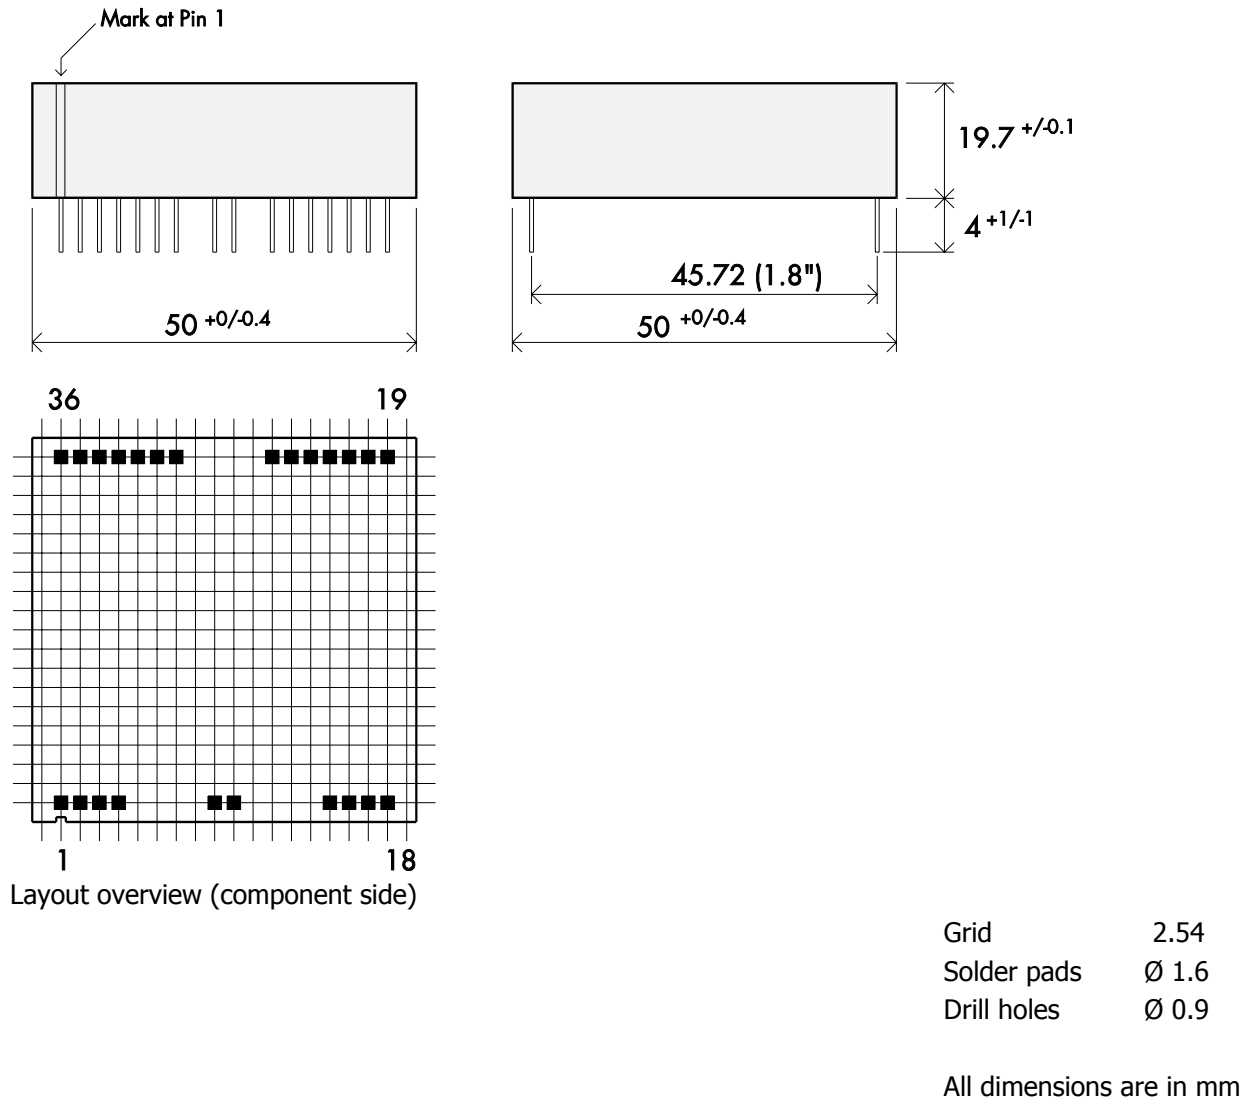 Mark at Pin 1
19.7 +/-0.1
4 +1/-1
45.72 (1.8")
50 +0/-0.4
50 +0/-0.4
36 19
1 18
Layout overview (component side)
Grid 2.54
Solder pads Ø 1.6
Drill holes Ø 0.9
All dimensions are in mm